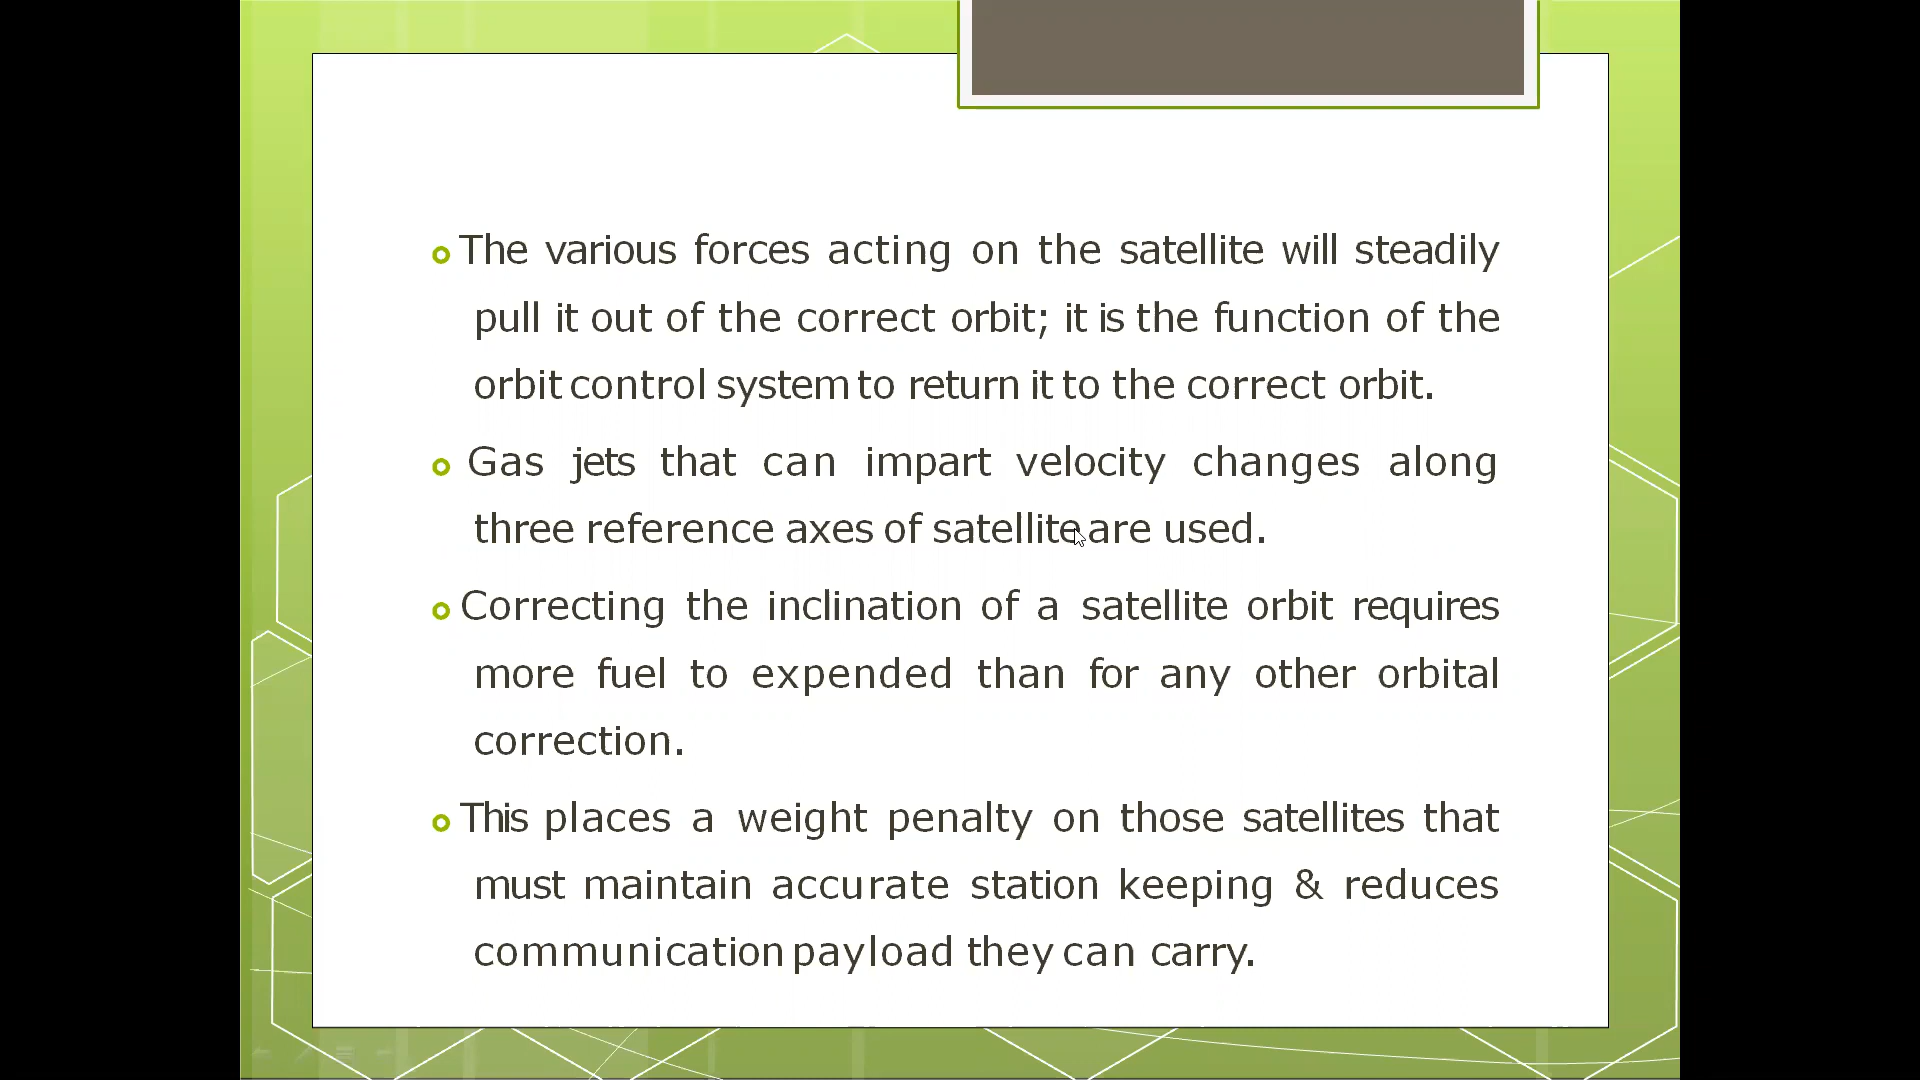 The various forces acting on the satellite will steadily
pull it out of the correct orbit; it is the function of the
orbit control system to return it to the correct orbit.
Gas jets that can impart velocity changes along
three reference axes of satellite are used.
Correcting the inclination of a satellite orbit requires
more fuel to expended than for any other orbital
correction.
This places a weight penalty on those satellites that
must maintain accurate station keeping & reduces
communication payload they can carry.